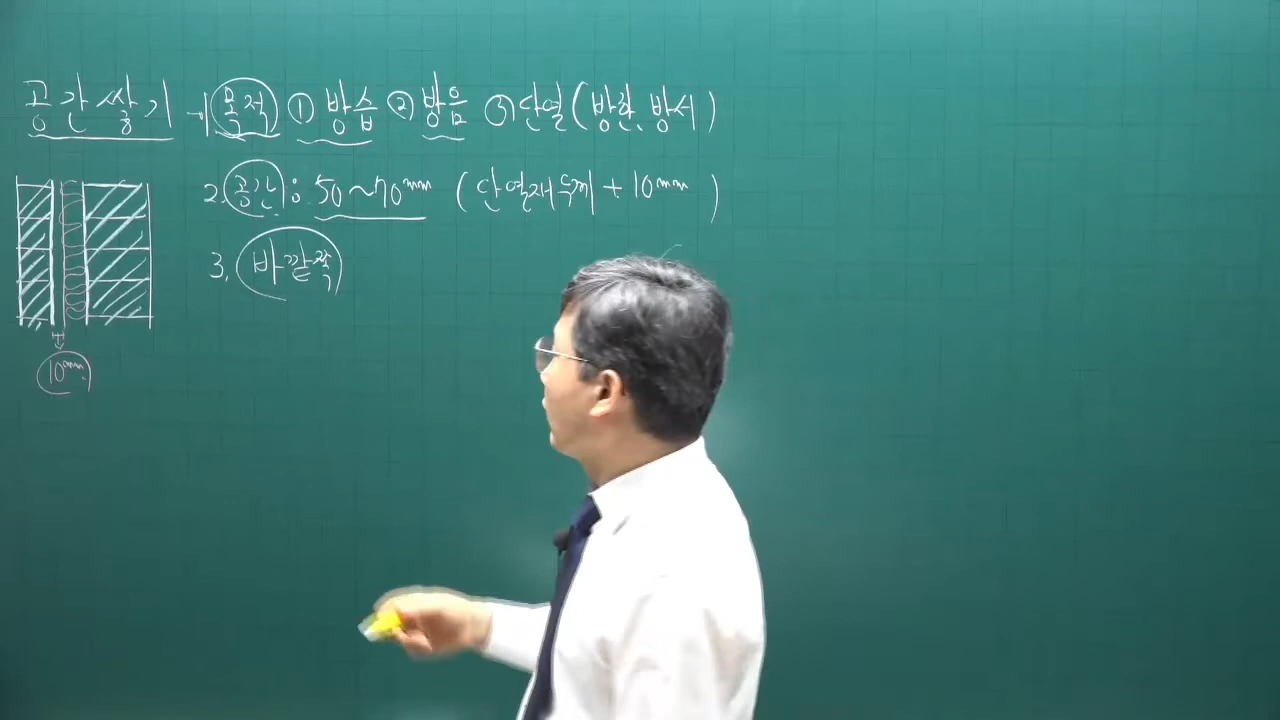 공간쌓기 1 목적 ① 방습 ② 방음 ③ 단열(방한, 방서)
2. 공간 : 50~70mm (단열재두께 + 10mm)
3. 바깥쪽
10mm